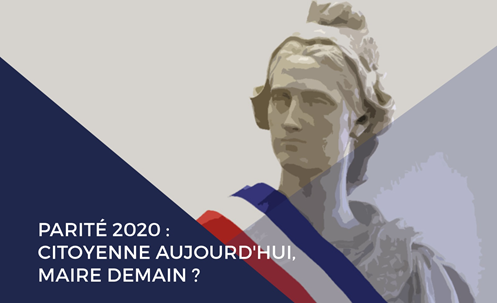 PARITÉ 2020 :
CITOYENNE AUJOURD'HUI,
MAIRE DEMAIN ?